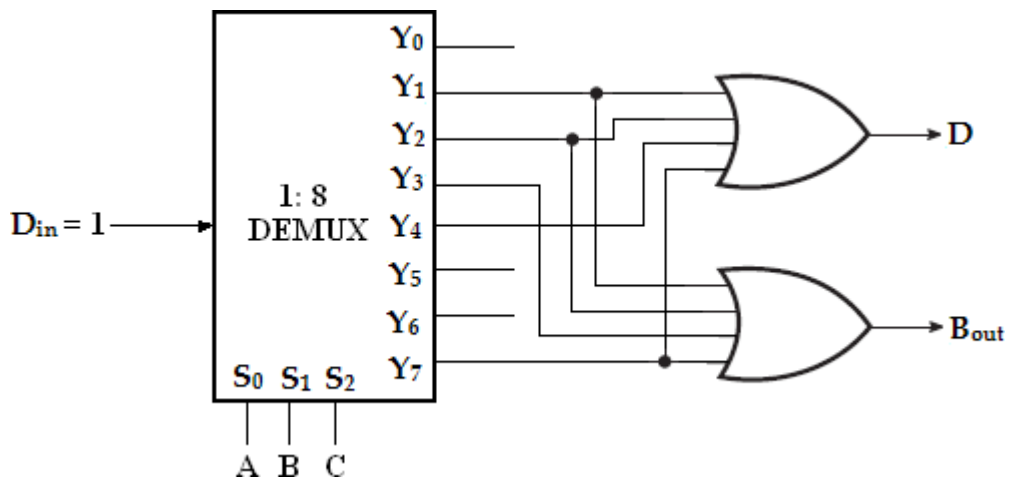 Y0
Y1
Y2
Y3
Y4
Y5
Y6
Y7
1: 8
DEMUX
Din = 1
S0 S1 S2
A B C
D
Bout